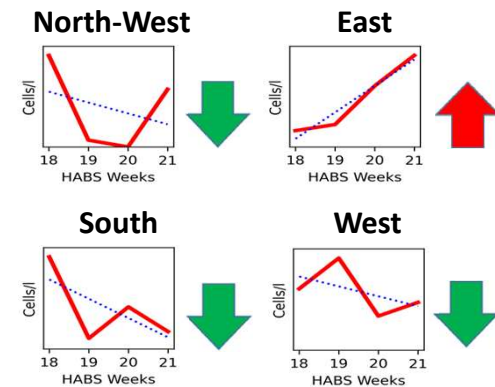 North-West
Cells/l
18 19 20 21
HABS Weeks
East
Cells/l
18 19 20 21
HABS Weeks
South
Cells/l
18 19 20 21
HABS Weeks
West
Cells/l
18 19 20 21
HABS Weeks